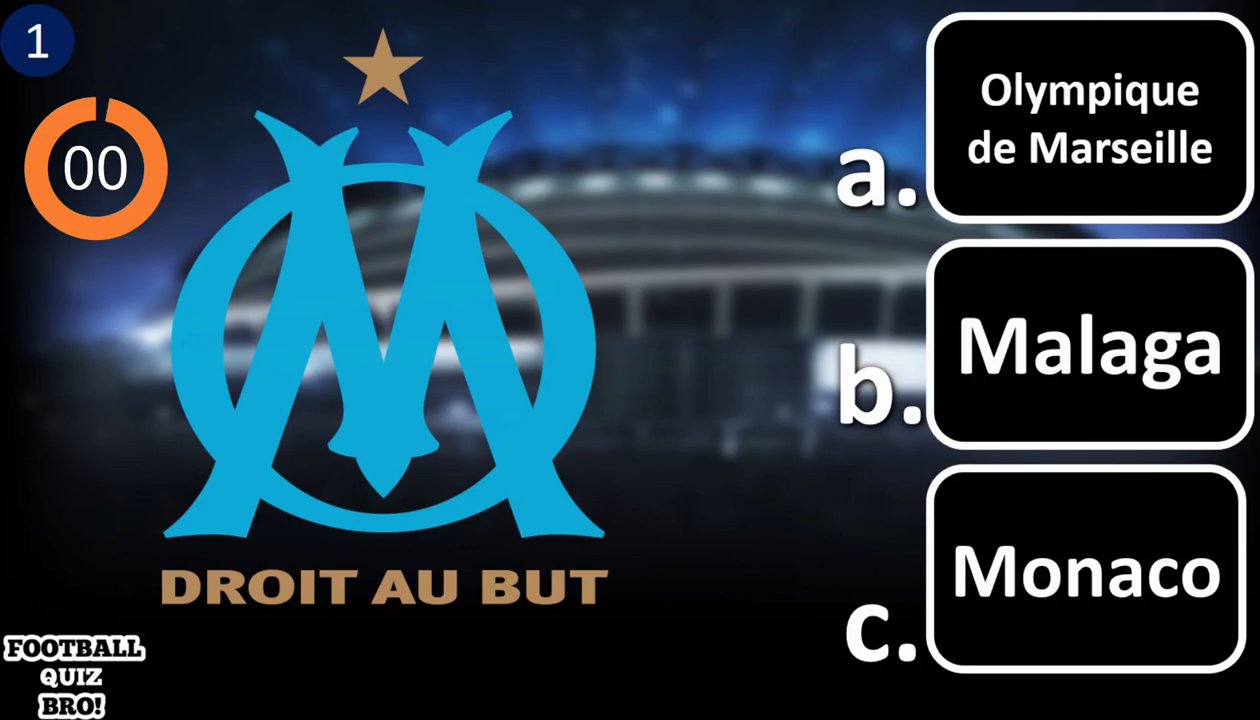 1
00
DROIT AU BUT
a.
Olympique
de Marseille
b.
Malaga
c.
Monaco
FOOTBALL
QUIZ
BRO!